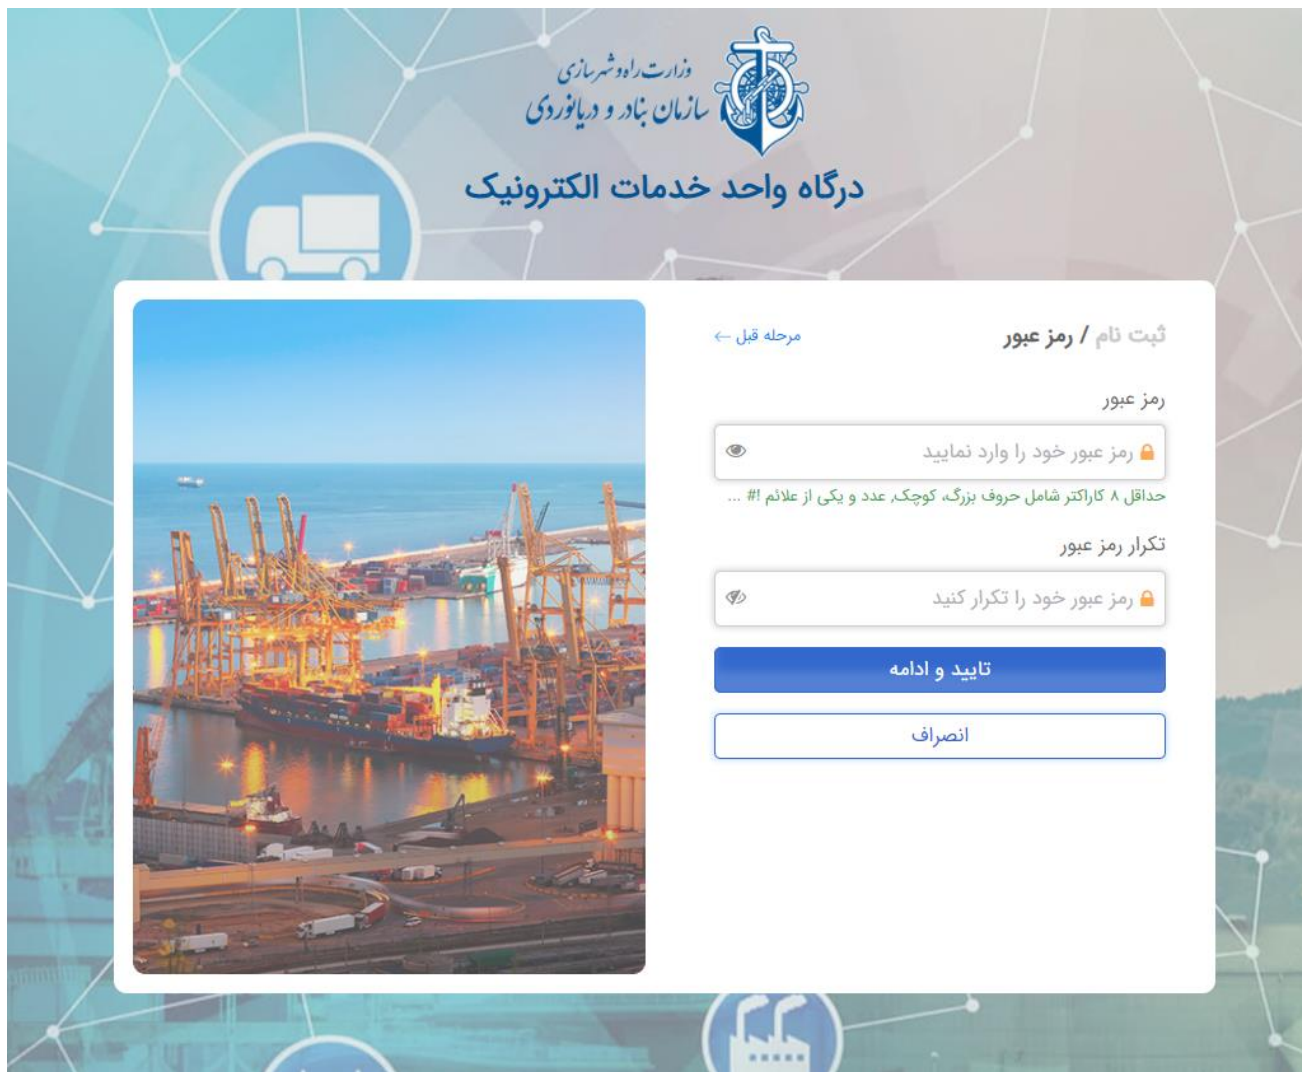 وزارت راه و شهرسازی
سازمان بنادر و دریانوردی
درگاه واحد خدمات الکترونیک
ثبت نام / رمز عبور
مرحله قبل ←
رمز عبور
رمز عبور خود را وارد نمایید
حداقل ۸ کاراکتر شامل حروف بزرگ، کوچک, عدد و یکی از علائم !# ...
تکرار رمز عبور
رمز عبور خود را تکرار کنید
تایید و ادامه
انصراف